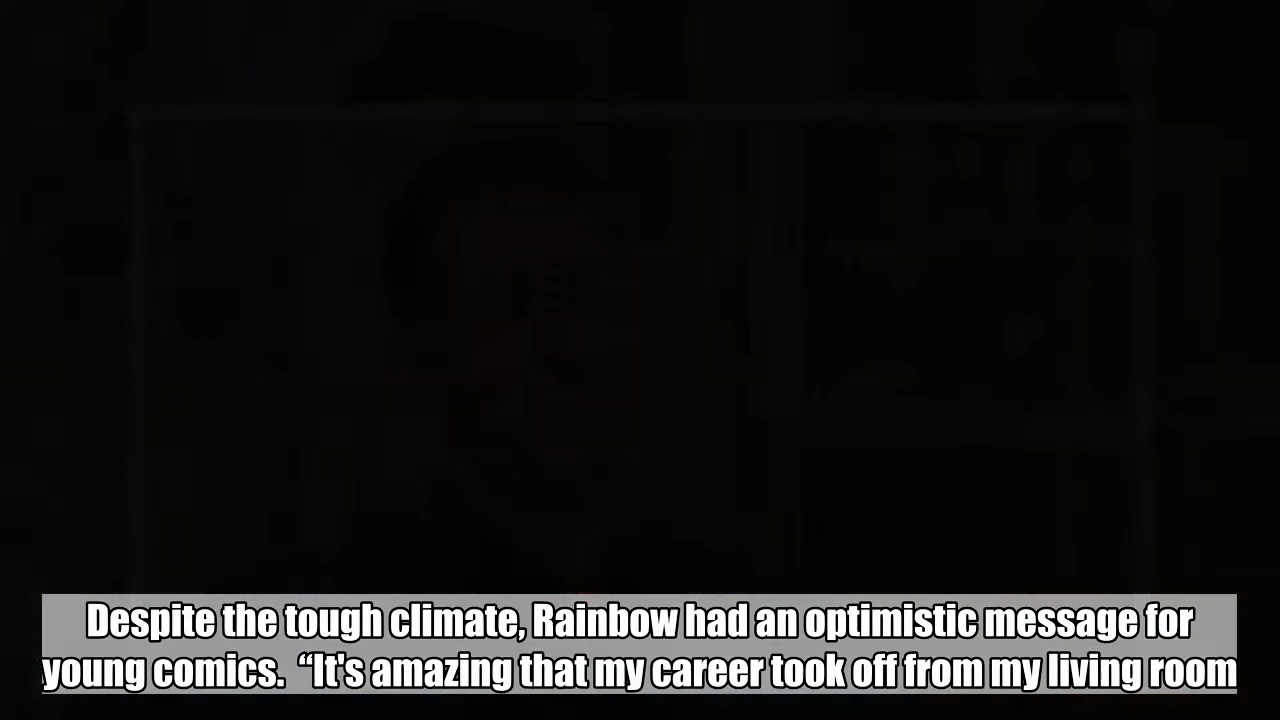 Despite the tough climate, Rainbow had an optimistic message for
young comics.  “It's amazing that my career took off from my living room